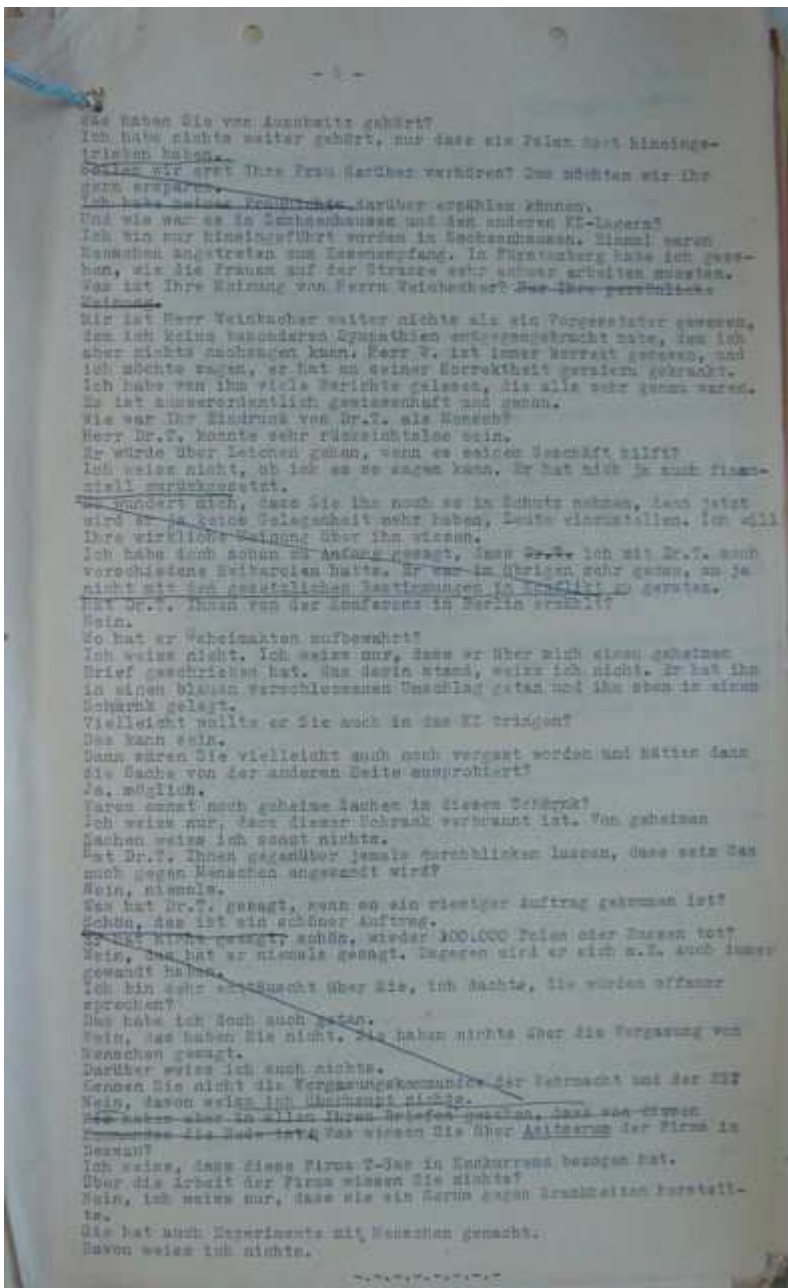 Was haben Sie von Auschwitz gehört?
Ich habe nichts weiter gehört, nur dass sie Polen dort hineinge-
trieben haben.
Sollen wir erst Ihre Frau darüber verhören? Das möchten wir ihr
gern ersparen.
Ich habe meiner Frau nichts darüber erzählen können.
Und wie war es in Sachsenhausen und den anderen KZ-Lagern?
Ich bin nur hineingeführt worden in Sachsenhausen. Einmal waren
Menschen angetreten zum Essenempfang. In Fürstenberg habe ich gese-
hen, wie die Frauen auf der Strasse sehr schwer arbeiten mussten.
Was ist Ihre Meinung von Herrn Weinbacher? Nur Ihre persönliche
Meinung.
Mir ist Herr Weinbacher weiter nichts als ein Vorgesetzter gewesen,
dem ich keine besonderen Sympathien entgegengebracht habe, dem ich
aber nichts nachsagen kann. Herr W. ist immer korrekt gewesen, und
ich möchte sagen, er hat an seiner Korrektheit gekrankt.
Ich habe von ihm viele Berichte gelesen, die alle sehr genau waren.
Er ist ausserordentlich gewissenhaft und genau.
Wie war Ihr Eindruck von Dr.T. als Mensch?
Herr Dr.T. konnte sehr rücksichtslos sein.
Er würde über Leichen gehen, wenn es seinem Geschäft hilft?
Ich weiss nicht, ob ich es so sagen kann. Er hat mich ja auch finan-
ziell zurückgesetzt.
Es wundert mich, dass Sie ihn noch so in Schutz nehmen, denn jetzt
wird er ja keine Gelegenheit mehr haben, Leute einzustellen. Ich will
Ihre wirkliche Meinung über ihn wissen.
Ich habe doch schon zu Anfang gesagt, dass Dr.T. ich mit Dr.T. auch
verschiedene Reibereien hatte. Er war im übrigen sehr genau, um ja
nicht mit den gesetzlichen Bestimmungen in Konflikt zu geraten.
Hat Dr.T. Ihnen von der Konferenz in Berlin erzählt?
Nein.
Wo hat er Geheimakten aufbewahrt?
Ich weiss nicht. Ich weiss nur, dass er über mich einen geheimen
Brief geschrieben hat. Was darin stand, weiss ich nicht. Er hat ihn
in einen blauen verschlossenen Umschlag getan und ihn oben in einen
Schrank gelegt.
Vielleicht wollte er Sie auch in das KZ bringen?
Das kann sein.
Dann wären Sie vielleicht auch noch vergast worden und hätten dann
die Sache von der anderen Seite ausprobiert?
Ja, möglich.
Waren sonst noch geheime Sachen in diesem Schrank?
Ich weiss nur, dass dieser Schrank verbrannt ist. Von geheimen
Sachen weiss ich sonst nichts.
Hat Dr.T. Ihnen gegenüber jemals durchblicken lassen, dass sein Gas
auch gegen Menschen angewandt wird?
Nein, niemals.
Was hat Dr.T. gesagt, wenn so ein riesiger Auftrag gekommen ist?
Schön, das ist ein schöner Auftrag.
Er hat nicht gesagt, schön, wieder 100.000 Polen oder Russen tot?
Nein, das hat er niemals gesagt. Dagegen wird er sich m.E. auch immer
gewandt haben.
Ich bin sehr enttäuscht über Sie, ich dachte, Sie würden offener
sprechen?
Das habe ich doch auch getan.
Nein, das haben Sie nicht. Sie haben nichts über die Vergasung von
Menschen gesagt.
Darüber weiss ich auch nichts.
Kennen Sie nicht die Vergasungskommandos der Wehrmacht und der SS?
Nein, davon weiss ich überhaupt nichts.
Sie haben aber in allen Ihren Briefen gesehen, dass von diesen
Kommandos die Rede ist. Was wissen Sie über der Firma in
Dessau?
Ich weiss, dass diese Firma T-Gas in Konkurrenz bezogen hat.
Über die Arbeit der Firma wissen Sie nichts?
Nein, ich weiss nur, dass sie ein Serum gegen Krankheiten herstell-
te.
Sie hat auch Experimente mit Menschen gemacht.
Davon weiss ich nichts.